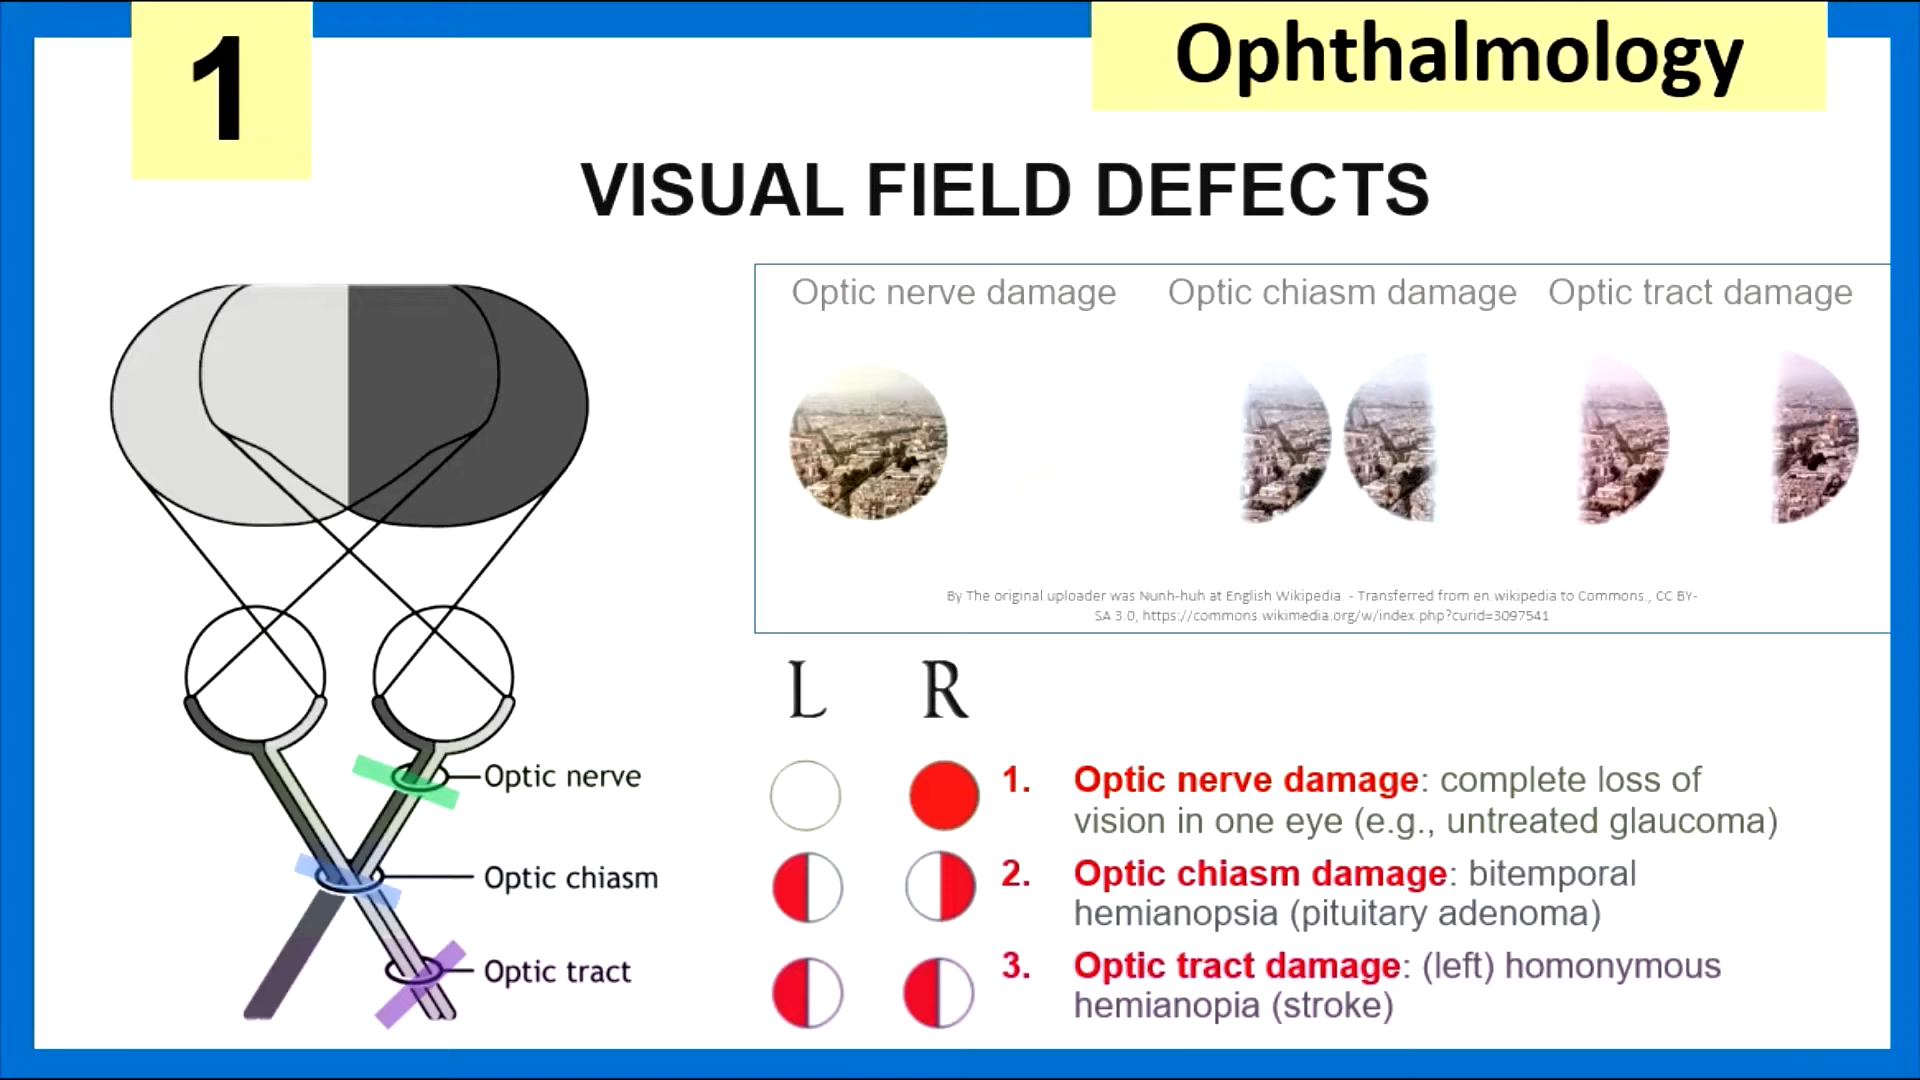 1
Ophthalmology
VISUAL FIELD DEFECTS
Optic nerve damage
Optic chiasm damage
Optic tract damage
By The original uploader was Nunh-huh at English Wikipedia. - Transferred from en.wikipedia to Commons., CC BY-
SA 3.0, https://commons.wikimedia.org/w/index.php?curid=3097541
Optic nerve
Optic chiasm
Optic tract
L R
1. Optic nerve damage: complete loss of
vision in one eye (e.g., untreated glaucoma)
2. Optic chiasm damage: bitemporal
hemianopsia (pituitary adenoma)
3. Optic tract damage: (left) homonymous
hemianopia (stroke)